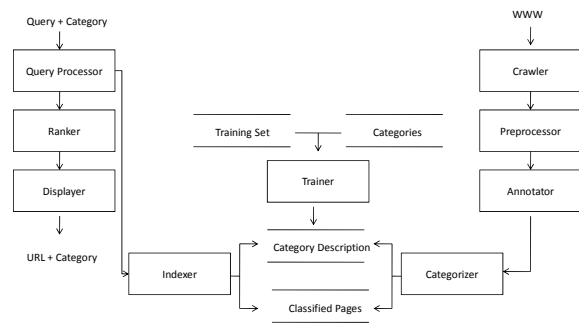 Query + Category
WWW
Query Processor
Crawler
Ranker
Training Set
Categories
Preprocessor
Displayer
Trainer
Annotator
URL + Category
Indexer
Category Description
Categorizer
Classified Pages